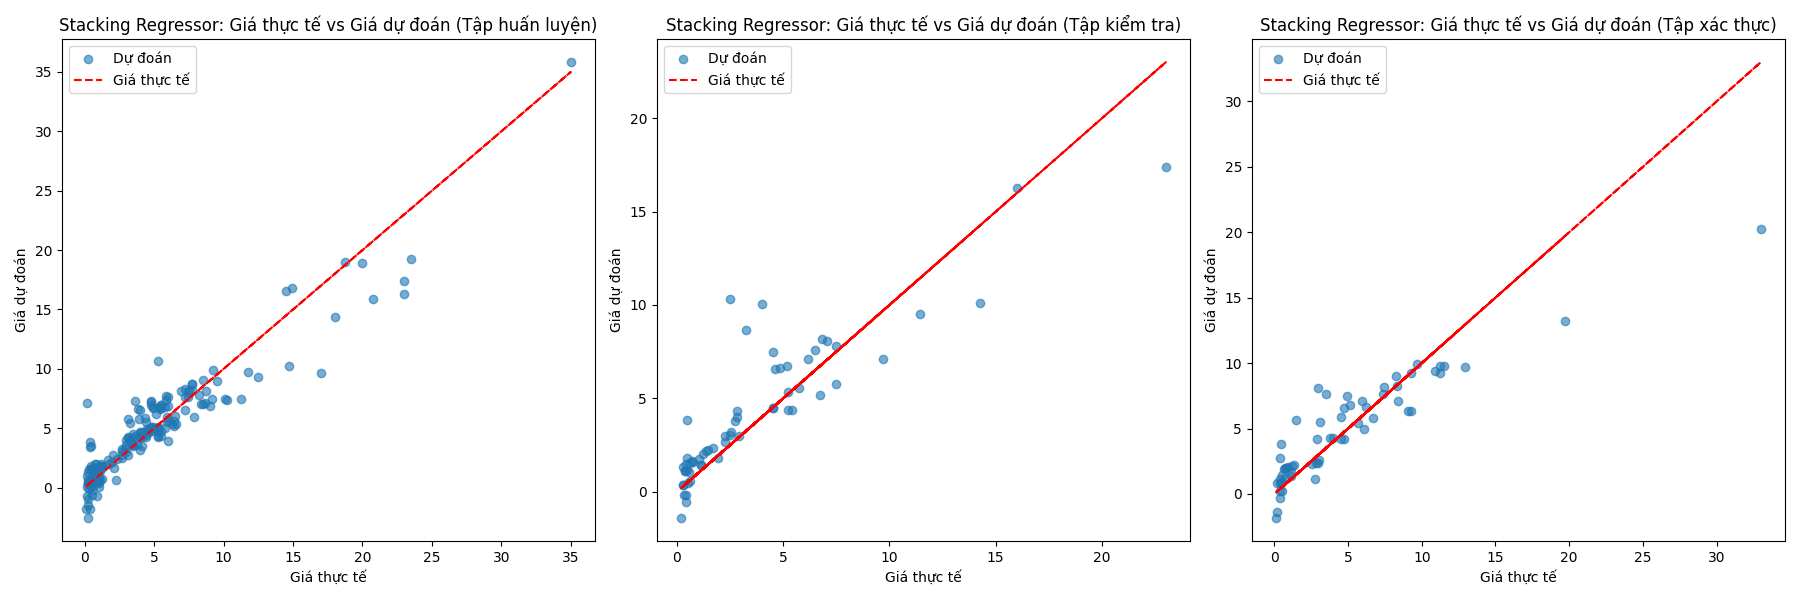 Stacking Regressor: Giá thực tế vs Giá dự đoán (Tập huấn luyện)
Dự đoán
Giá thực tế
35
30
25
20
15
10
5
0
Giá dự đoán
0 5 10 15 20 25 30 35
Giá thực tế
Stacking Regressor: Giá thực tế vs Giá dự đoán (Tập kiểm tra)
Dự đoán
Giá thực tế
20
15
10
5
0
Giá dự đoán
0 5 10 15 20
Giá thực tế
Stacking Regressor: Giá thực tế vs Giá dự đoán (Tập xác thực)
Dự đoán
Giá thực tế
30
25
20
15
10
5
0
Giá dự đoán
0 5 10 15 20 25 30
Giá thực tế